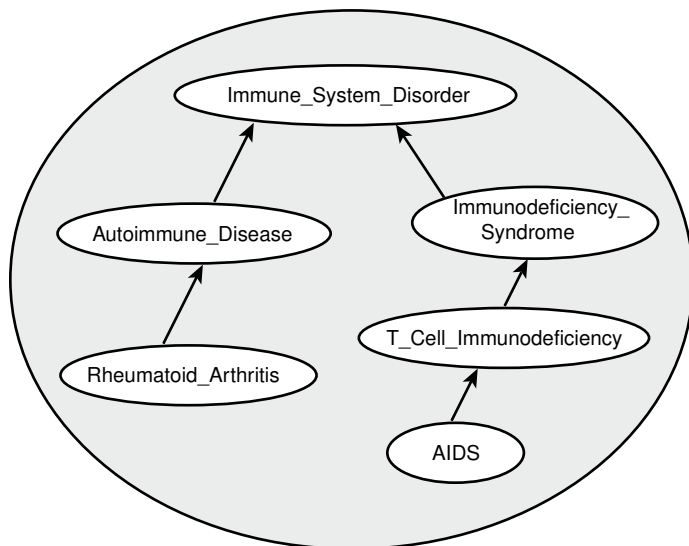 Immune_System_Disorder
Autoimmune_Disease
Immunodeficiency_
Syndrome
Rheumatoid_Arthritis
T_Cell_Immunodeficiency
AIDS